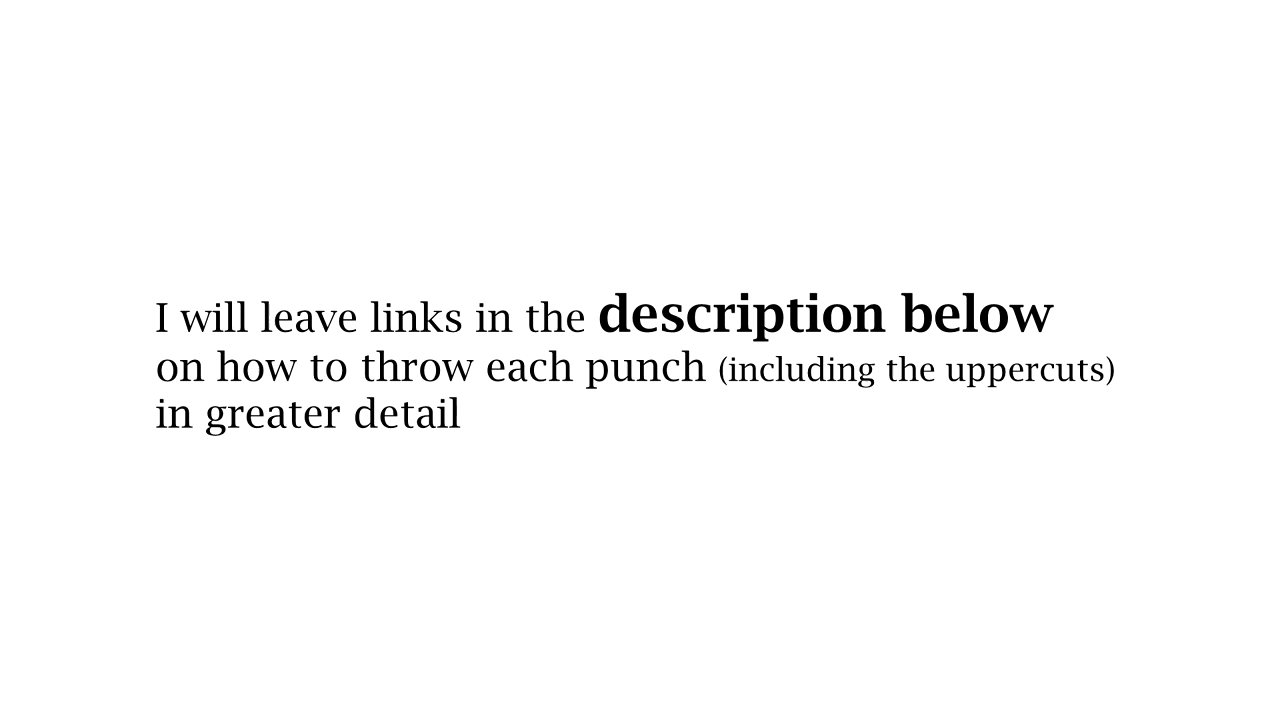 I will leave links in the description below
on how to throw each punch (including the uppercuts)
in greater detail